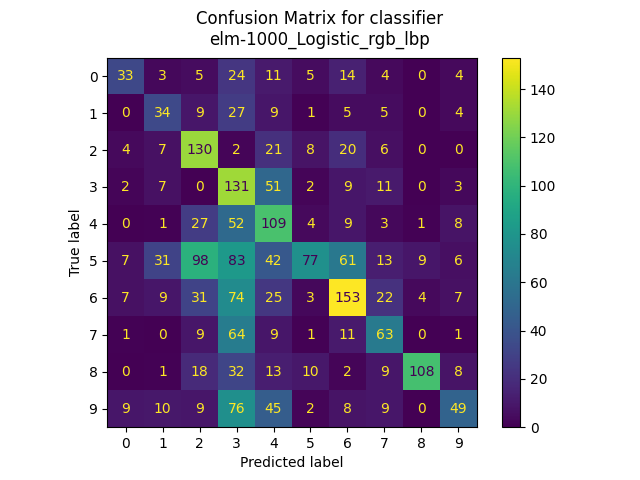 Confusion Matrix for classifier
elm-1000_Logistic_rgb_lbp
0 33 3 5 24 11 5 14 4 0 4
1 0 34 9 27 9 1 5 5 0 4
2 4 7 130 2 21 8 20 6 0 0
3 2 7 0 131 51 2 9 11 0 3
4 0 1 27 52 109 4 9 3 1 8
5 7 31 98 83 42 77 61 13 9 6
6 7 9 31 74 25 3 153 22 4 7
7 1 0 9 64 9 1 11 63 0 1
8 0 1 18 32 13 10 2 9 108 8
9 9 10 9 76 45 2 8 9 0 49
0 1 2 3 4 5 6 7 8 9
Predicted label
True label
140
120
100
80
60
40
20
0